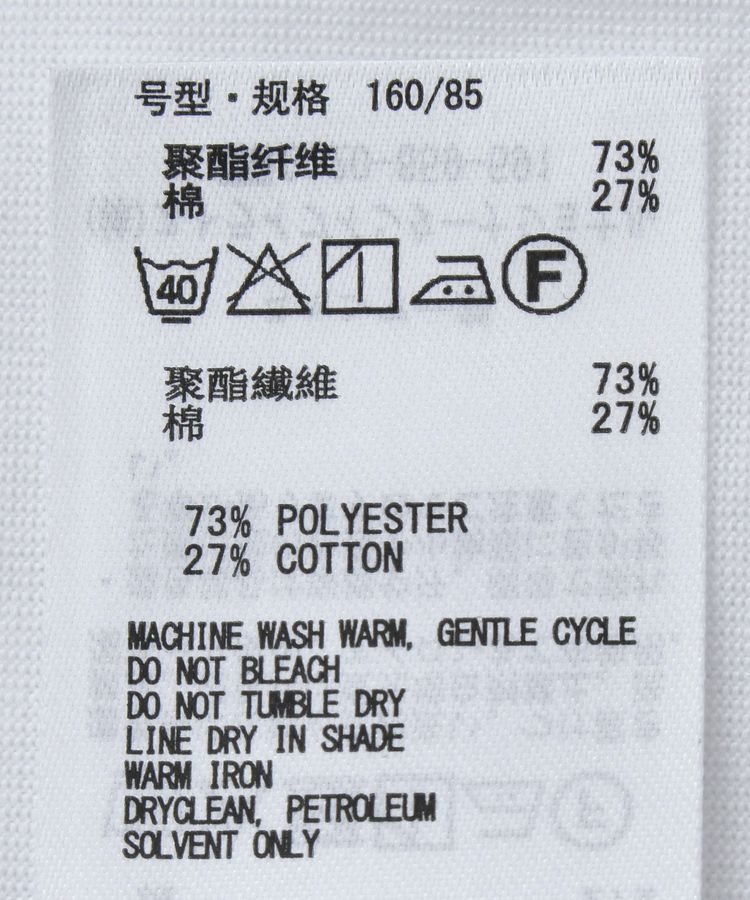 号型・规格 160/85
聚酯纤维 73%
棉 27%
40 F
聚酯纖維 73%
棉 27%
73% POLYESTER
27% COTTON
MACHINE WASH WARM, GENTLE CYCLE
DO NOT BLEACH
DO NOT TUMBLE DRY
LINE DRY IN SHADE
WARM IRON
DRYCLEAN, PETROLEUM
SOLVENT ONLY